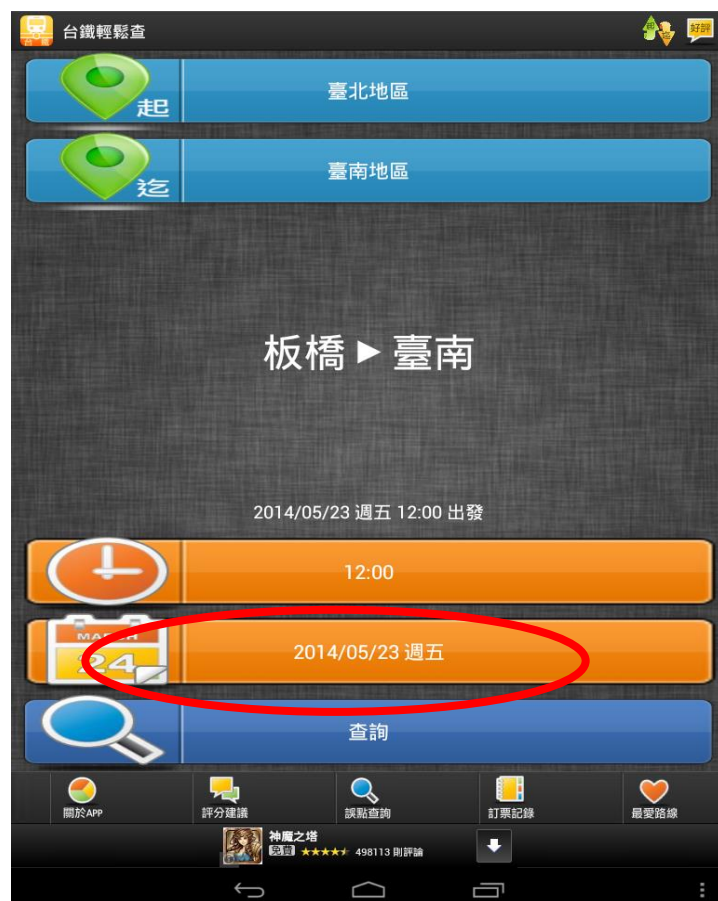 台鐵輕鬆查
好評
起
臺北地區
迄
臺南地區
板橋►臺南
2014/05/23 週五 12:00 出發
12:00
MARCH
24
2014/05/23 週五
查詢
關於APP
評分建議
誤點查詢
訂票記錄
最愛路線
神魔之塔
免費
498113 則評論